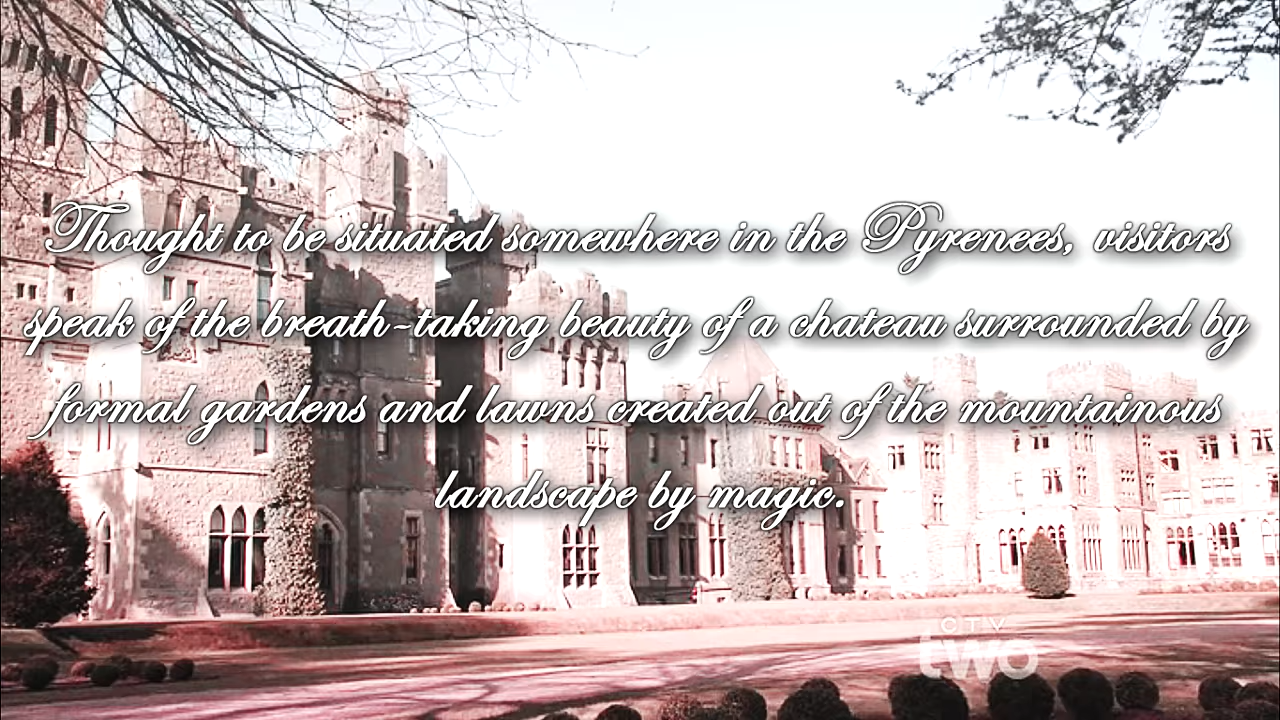 Thought to be situated somewhere in the Pyrenees, visitors
speak of the breath-taking beauty of a chateau surrounded by
formal gardens and lawns created out of the mountainous
landscape by magic.
CTV
two